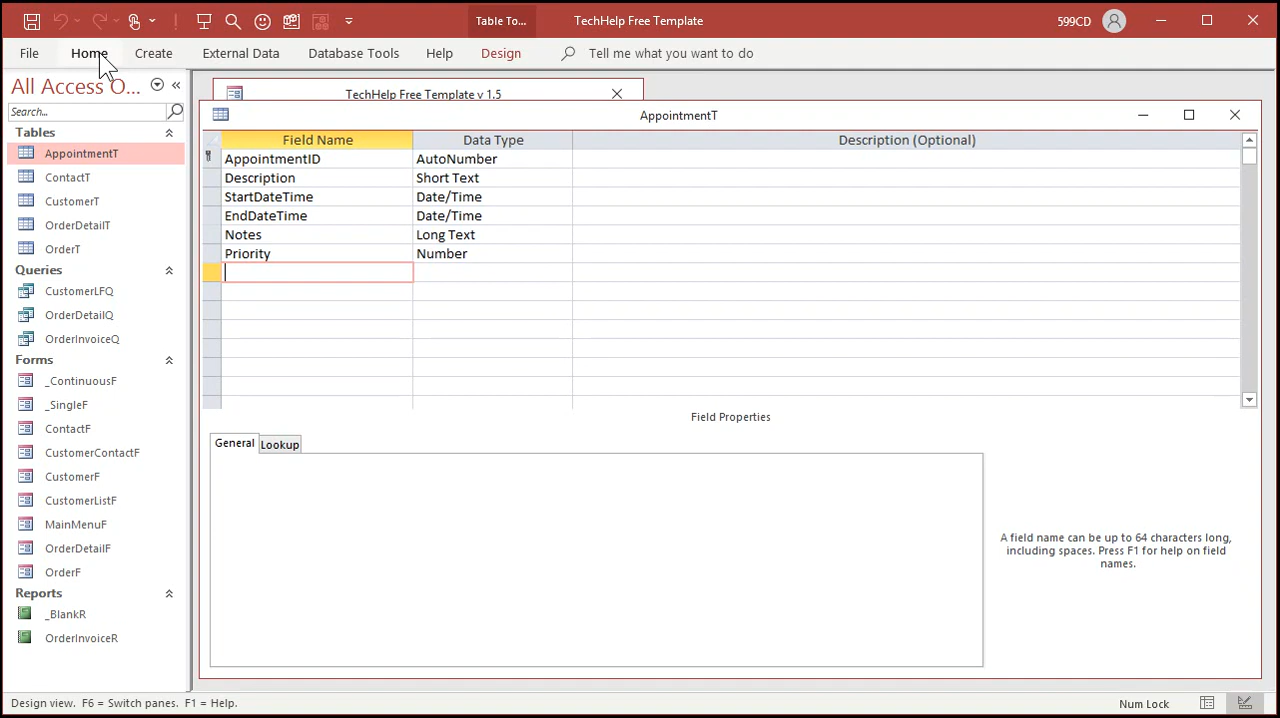 Table To...
TechHelp Free Template
599CD
File
Home
Create
External Data
Database Tools
Help
Design
Tell me what you want to do
All Access O...
Search...
Tables
AppointmentT
ContactT
CustomerT
OrderDetailT
OrderT
Queries
CustomerLFQ
OrderDetailQ
OrderInvoiceQ
Forms
_ContinuousF
_SingleF
ContactF
CustomerContactF
CustomerF
CustomerListF
MainMenuF
OrderDetailF
OrderF
Reports
_BlankR
OrderInvoiceR
TechHelp Free Template v 1.5
AppointmentT
Field Name Data Type Description (Optional)
AppointmentID AutoNumber
Description Short Text
StartDateTime Date/Time
EndDateTime Date/Time
Notes Long Text
Priority Number
Field Properties
General Lookup
A field name can be up to 64 characters long,
including spaces. Press F1 for help on field
names.
Design view. F6 = Switch panes. F1 = Help.
Num Lock